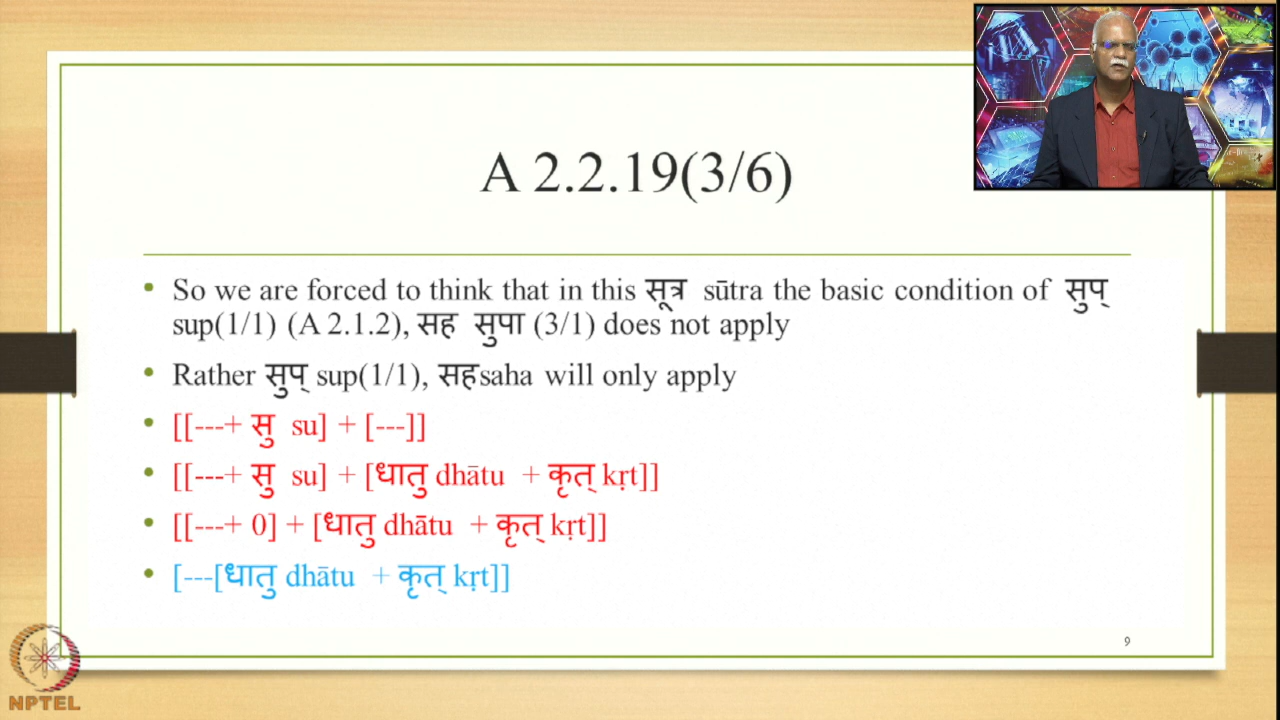 A 2.2.19(3/6)
• So we are forced to think that in this सूत्र sūtra the basic condition of सुप्
sup(1/1) (A 2.1.2), सह सुपा (3/1) does not apply
• Rather सुप् sup(1/1), सहsaha will only apply
• [[---+ सु su] + [---]]
• [[---+ सु su] + [धातु dhātu + कृत् kṛt]]
• [[---+ 0] + [धातु dhātu + कृत् kṛt]]
• [---[धातु dhātu + कृत् kṛt]]
9
NPTEL